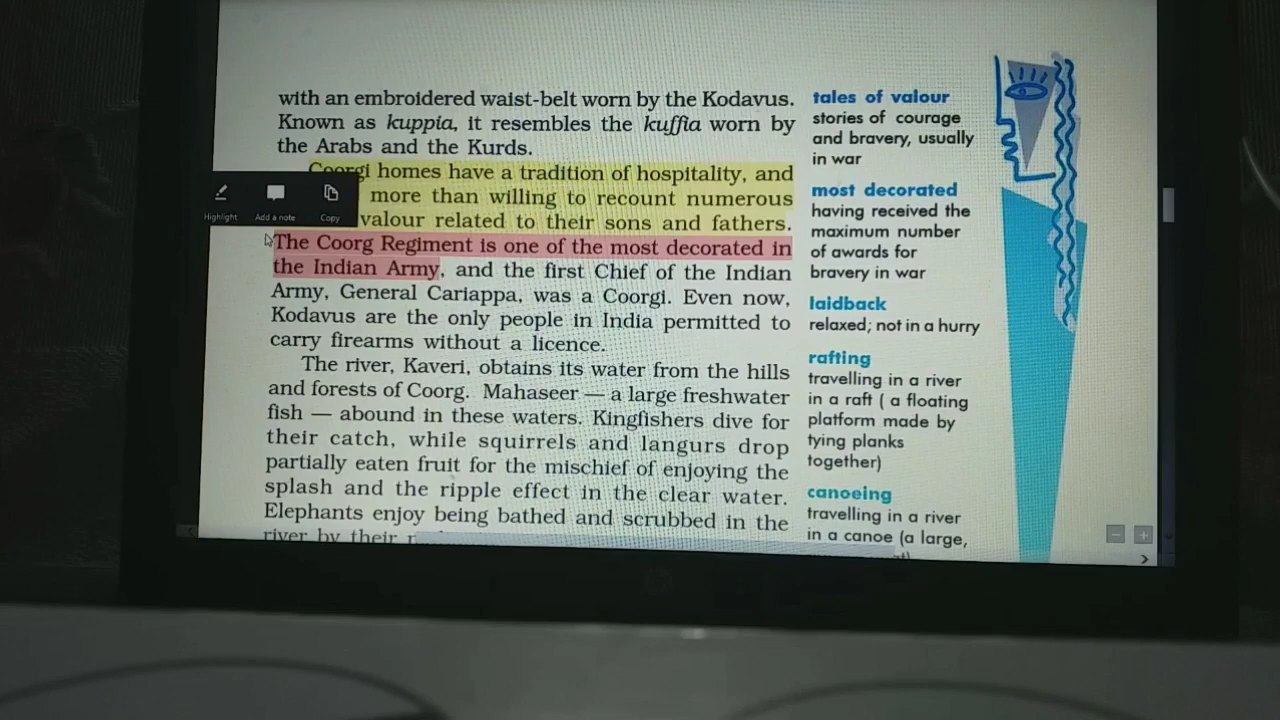 with an embroidered waist-belt worn by the Kodavus.
Known as kuppia, it resembles the kuffia worn by
the Arabs and the Kurds.
Coorgi homes have a tradition of hospitality, and
more than willing to recount numerous
valour related to their sons and fathers.
The Coorg Regiment is one of the most decorated in
the Indian Army, and the first Chief of the Indian
Army, General Cariappa, was a Coorgi. Even now,
Kodavus are the only people in India permitted to
carry firearms without a licence.
The river, Kaveri, obtains its water from the hills
and forests of Coorg. Mahaseer — a large freshwater
fish — abound in these waters. Kingfishers dive for
their catch, while squirrels and langurs drop
partially eaten fruit for the mischief of enjoying the
splash and the ripple effect in the clear water.
Elephants enjoy being bathed and scrubbed in the
river by their
Highlight
Add a note
Copy
tales of valour
stories of courage
and bravery, usually
in war
most decorated
having received the
maximum number
of awards for
bravery in war
laidback
relaxed; not in a hurry
rafting
travelling in a river
in a raft ( a floating
platform made by
tying planks
together)
canoeing
travelling in a river
in a canoe (a large,